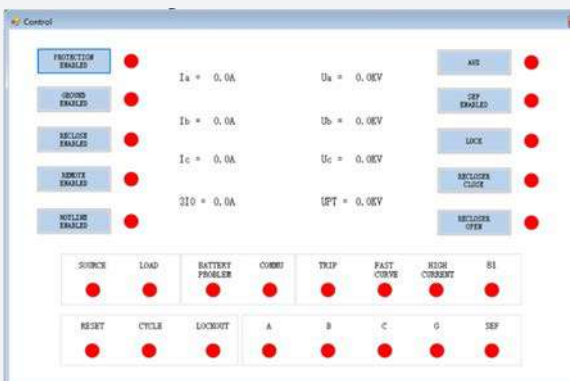 Control
PROTECTION
ENABLED
Ia = 0.0A
Ua = 0.0KV
GROUND
ENABLED
SEF
ENABLED
Ib = 0.0A
Ub = 0.0KV
RECLOSE
ENABLED
LOCK
Ic = 0.0A
Uc = 0.0KV
REMOTE
ENABLED
RECLOSER
CLOSE
3I0 = 0.0A
UPT = 0.0KV
HOTLINE
ENABLED
RECLOSER
OPEN
SOURCE LOAD BATTERY COMMU TRIP FAST HIGH
PROBLEM CURVE CURRENT
RESET CYCLE LOCKOUT A B C G SEF